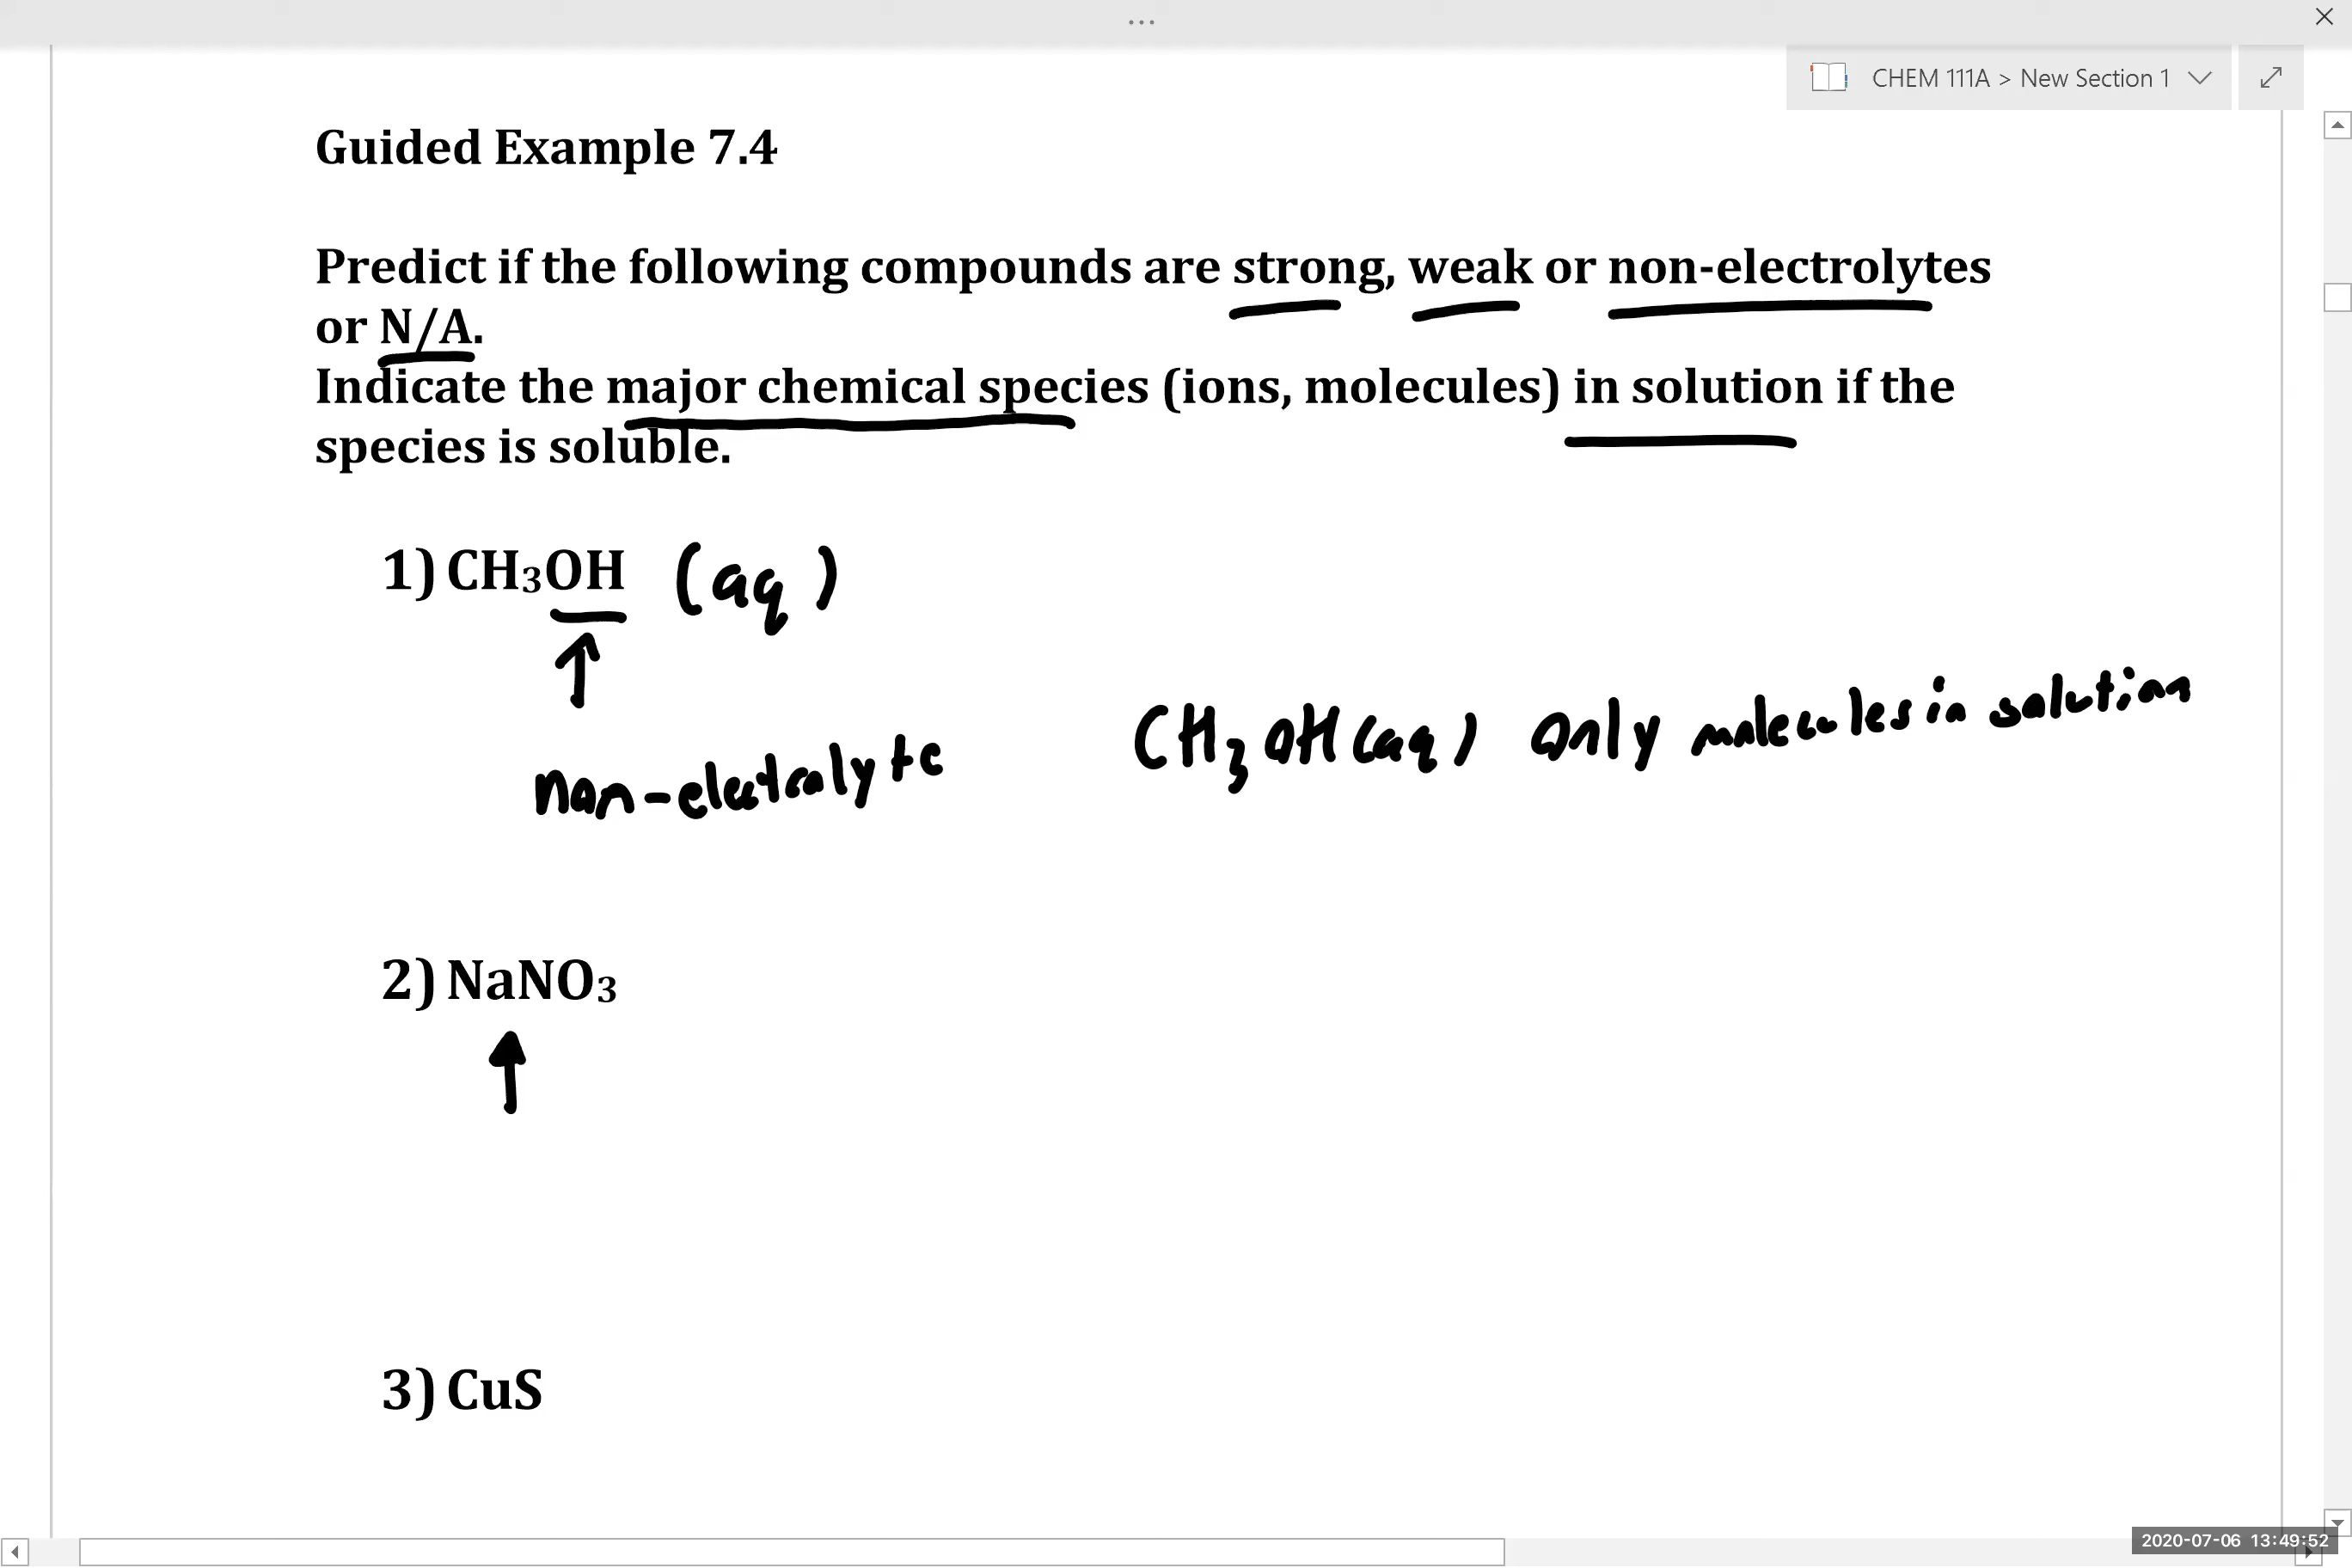 ...
CHEM 111A > New Section 1
Guided Example 7.4
Predict if the following compounds are strong, weak or non-electrolytes
or N/A.
Indicate the major chemical species (ions, molecules) in solution if the
species is soluble.
1) CH₃OH (aq)
CH₃OH(aq) only molecules in solution
non-electrolyte
2) NaNO₃
3) CuS
2020-07-06 13:49:52